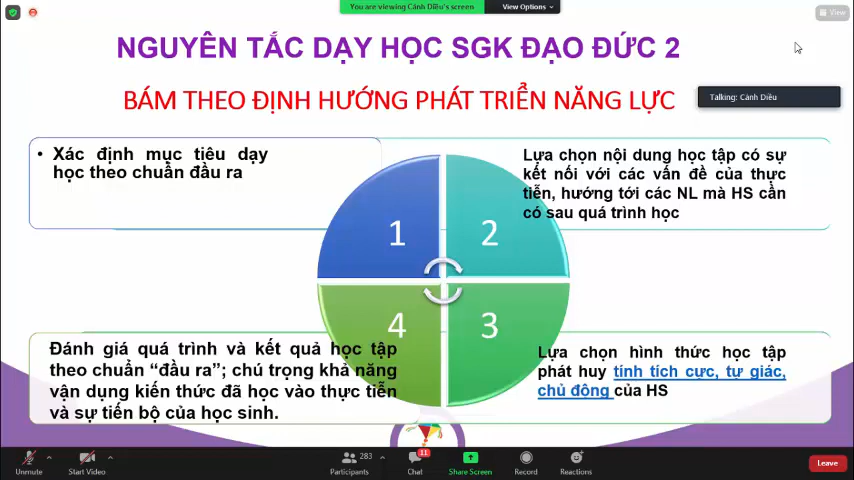 You are viewing Cánh Diều's screen
View Options
View
NGUYÊN TẮC DẠY HỌC SGK ĐẠO ĐỨC 2
BÁM THEO ĐỊNH HƯỚNG PHÁT TRIỂN NĂNG LỰC
Talking: Cánh Diều
• Xác định mục tiêu dạy
học theo chuẩn đầu ra
Lựa chọn nội dung học tập có sự
kết nối với các vấn đề của thực
tiễn, hướng tới các NL mà HS cần
có sau quá trình học
1
2
4
3
Đánh giá quá trình và kết quả học tập
theo chuẩn “đầu ra”; chú trọng khả năng
vận dụng kiến thức đã học vào thực tiễn
và sự tiến bộ của học sinh.
Lựa chọn hình thức học tập
phát huy tính tích cực, tự giác,
chủ động của HS
Unmute
Start Video
283
Participants
11
Chat
Share Screen
Record
Reactions
Leave